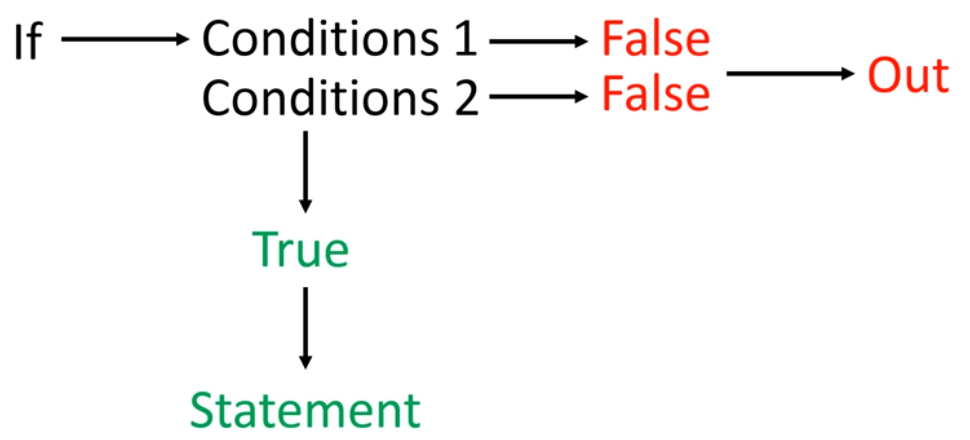 If Conditions 1 False
Conditions 2 False
Out
True
Statement